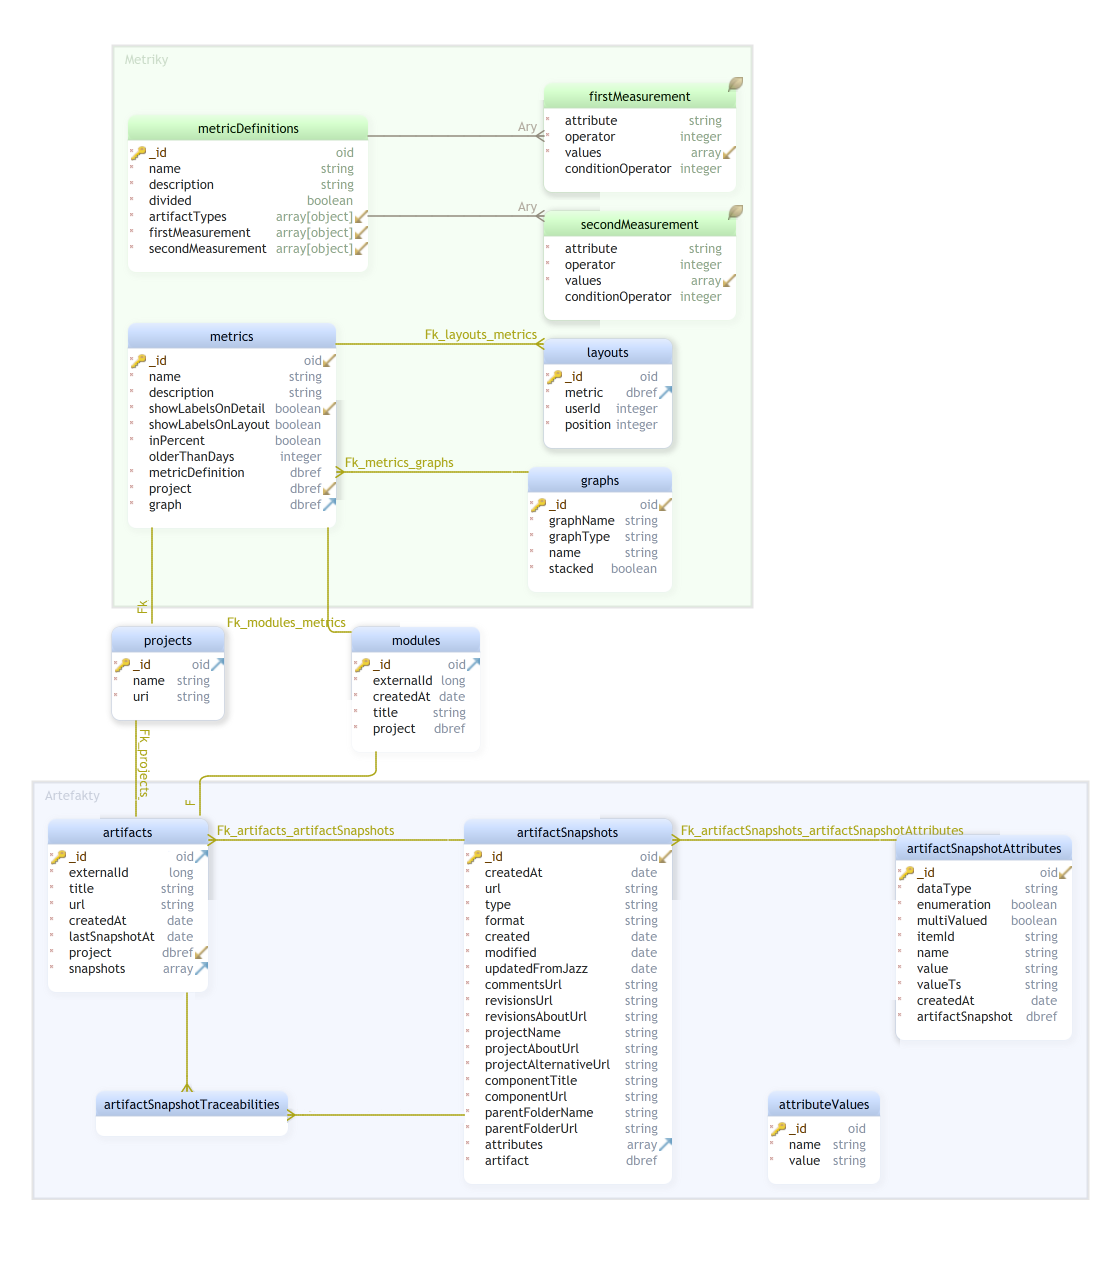 Metriky
metricDefinitions
_id oid
name string
description string
divided boolean
artifactTypes array[object]
firstMeasurement array[object]
secondMeasurement array[object]
Ary
firstMeasurement
attribute string
operator integer
values array
conditionOperator integer
Ary
secondMeasurement
attribute string
operator integer
values array
conditionOperator integer
metrics
_id oid
name string
description string
showLabelsOnDetail boolean
showLabelsOnLayout boolean
inPercent boolean
olderThanDays integer
metricDefinition dbref
project dbref
graph dbref
Fk_layouts_metrics
layouts
_id oid
metric dbref
userId integer
position integer
Fk_metrics_graphs
graphs
_id oid
graphName string
graphType string
name string
stacked boolean
Fk
Fk_modules_metrics
projects
_id oid
name string
uri string
modules
_id oid
externalId long
createdAt date
title string
project dbref
Fk_projects_
F
Artefakty
artifacts
_id oid
externalId long
title string
url string
createdAt date
lastSnapshotAt date
project dbref
snapshots array
Fk_artifacts_artifactSnapshots
artifactSnapshots
_id oid
createdAt date
url string
type string
format string
created date
modified date
updatedFromJazz date
commentsUrl string
revisionsUrl string
revisionsAboutUrl string
projectName string
projectAboutUrl string
projectAlternativeUrl string
componentTitle string
componentUrl string
parentFolderName string
parentFolderUrl string
attributes array
artifact dbref
Fk_artifactSnapshots_artifactSnapshotAttributes
artifactSnapshotAttributes
_id oid
dataType string
enumeration boolean
multiValued boolean
itemId string
name string
value string
valueTs string
createdAt date
artifactSnapshot dbref
artifactSnapshotTraceabilities
attributeValues
_id oid
name string
value string